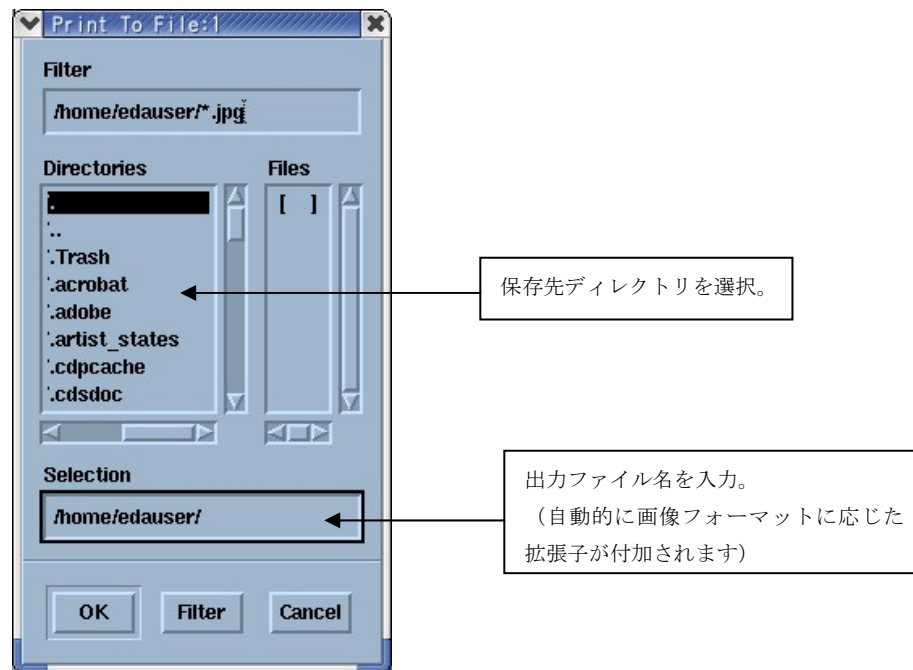 Print To File:1
Filter
/home/edauser/*.jpg
Directories
Files
.
[ ]
..
.Trash
.acrobat
.adobe
.artist_states
.cdpcache
.cdsdoc
保存先ディレクトリを選択。
Selection
/home/edauser/
出力ファイル名を入力。
（自動的に画像フォーマットに応じた
拡張子が付加されます）
OK
Filter
Cancel